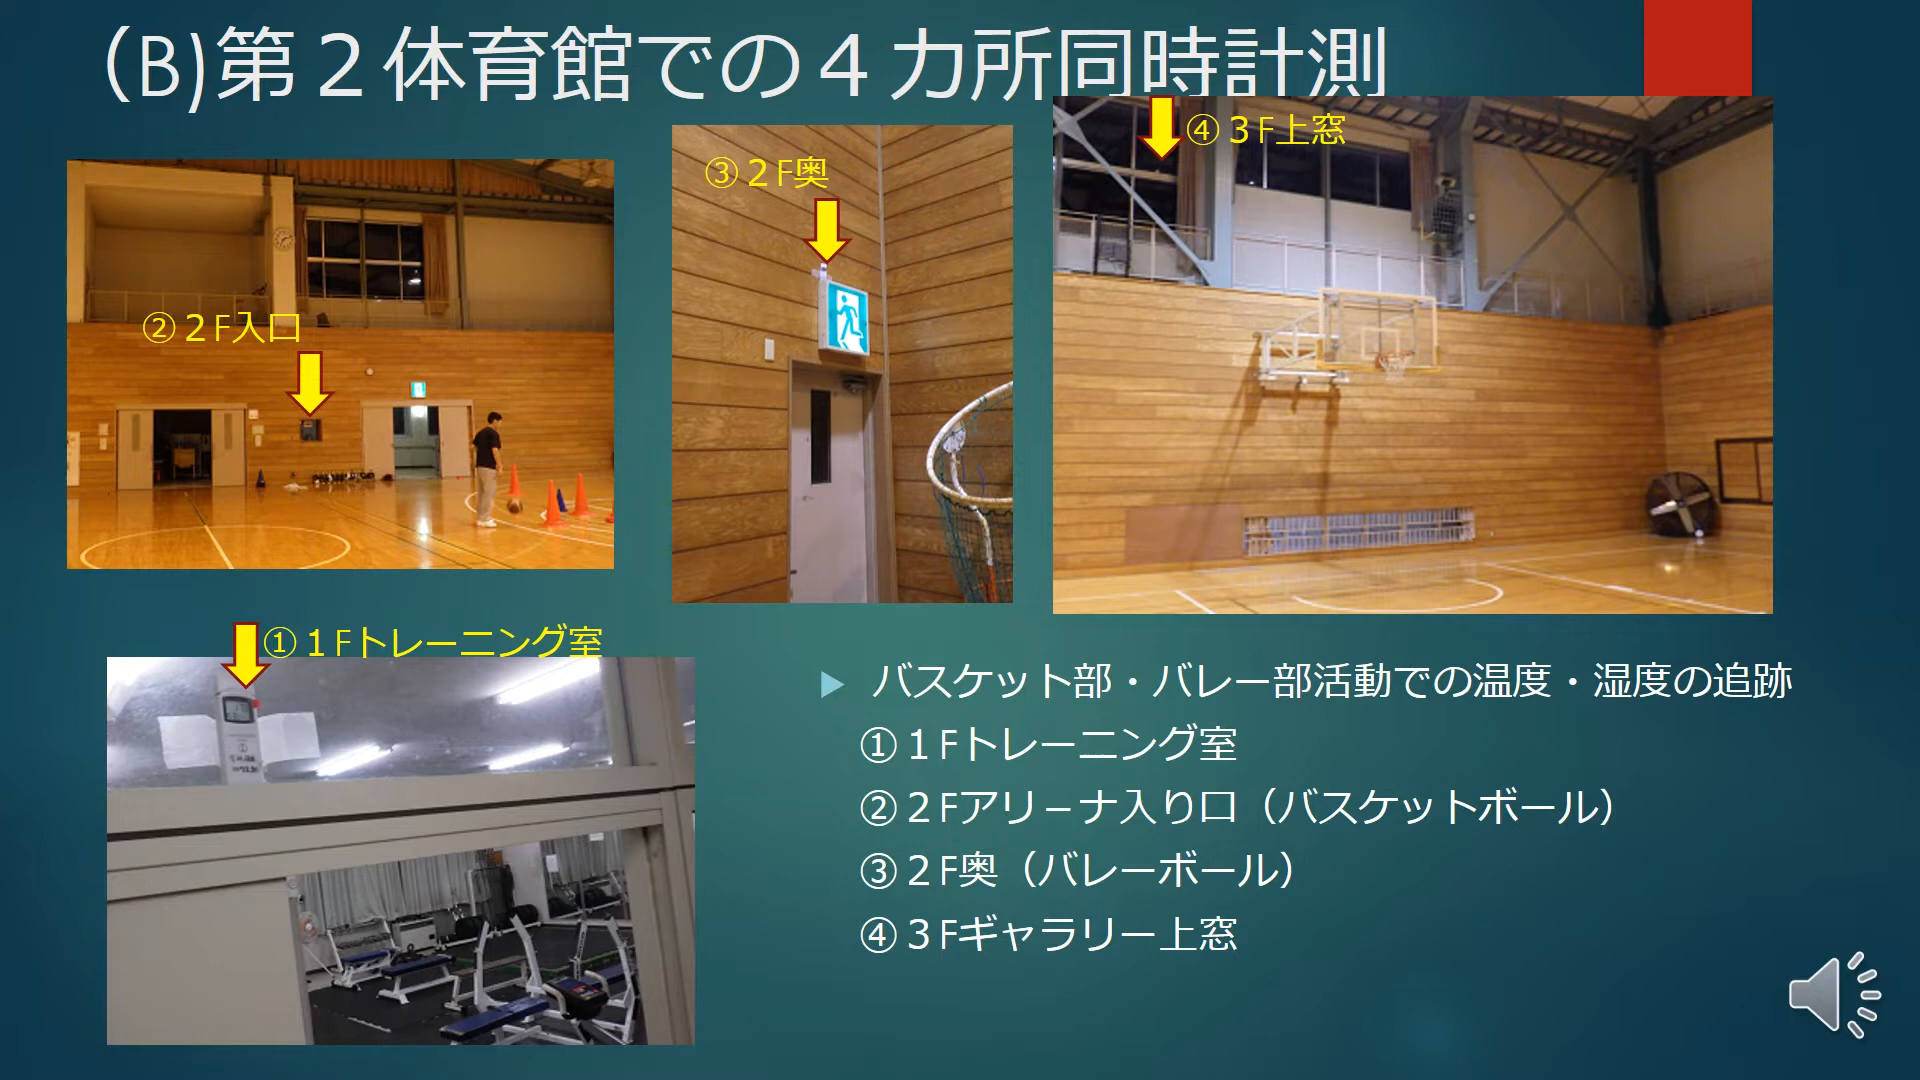 （B)第２体育館での４カ所同時計測
②２F入口
③２F奥
④３F上窓
①１Fトレーニング室
バスケット部・バレー部活動での温度・湿度の追跡
①１Fトレーニング室
②２Fアリ－ナ入り口（バスケットボール）
③２F奥（バレーボール）
④３Fギャラリー上窓